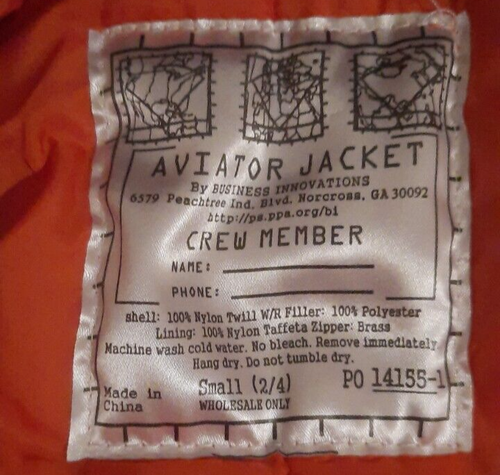 AVIATOR JACKET
By BUSINESS INNOVATIONS
6579 Peachtree Ind. Blvd. Norcross, GA 30092
http://ps.ppa.org/bi
CREW MEMBER
NAME:
PHONE:
shell: 100% Nylon Twill W/R Filler: 100% Polyester
Lining: 100% Nylon Taffeta Zipper: Brass
Machine wash cold water. No bleach. Remove immediately
Hang dry. Do not tumble dry.
Made in
China
Small (2/4)
WHOLESALE ONLY
PO 14155-1